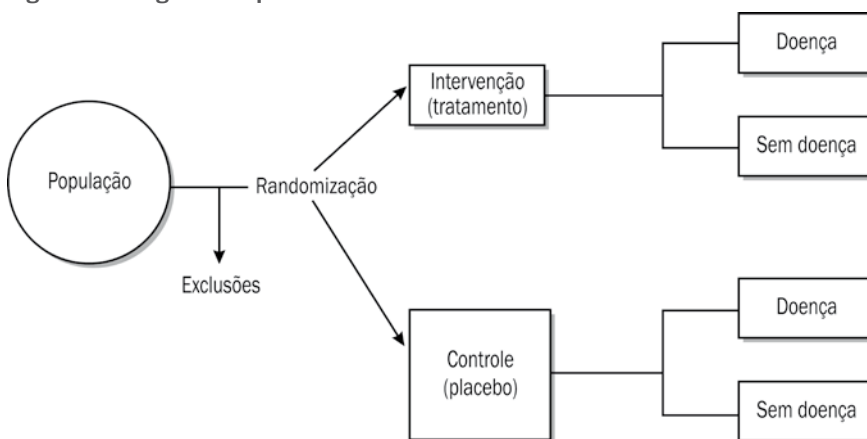 População
Exclusões
Randomização
Intervenção
(tratamento)
Doença
Sem doença
Controle
(placebo)
Doença
Sem doença